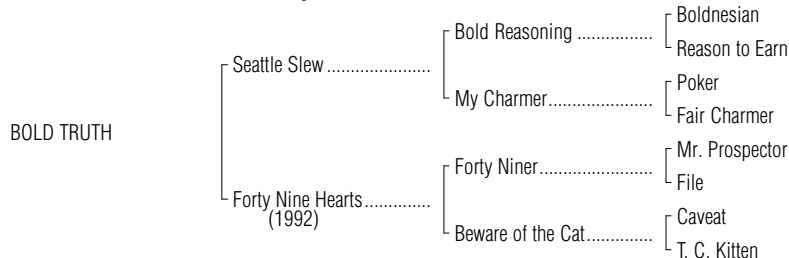 Boldnesian
Bold Reasoning ................
Reason to Earn
Seattle Slew ......................
Poker
My Charmer......................
Fair Charmer
BOLD TRUTH
Mr. Prospector
Forty Niner........................
File
Forty Nine Hearts..............
(1992)
Caveat
Beware of the Cat..............
T. C. Kitten